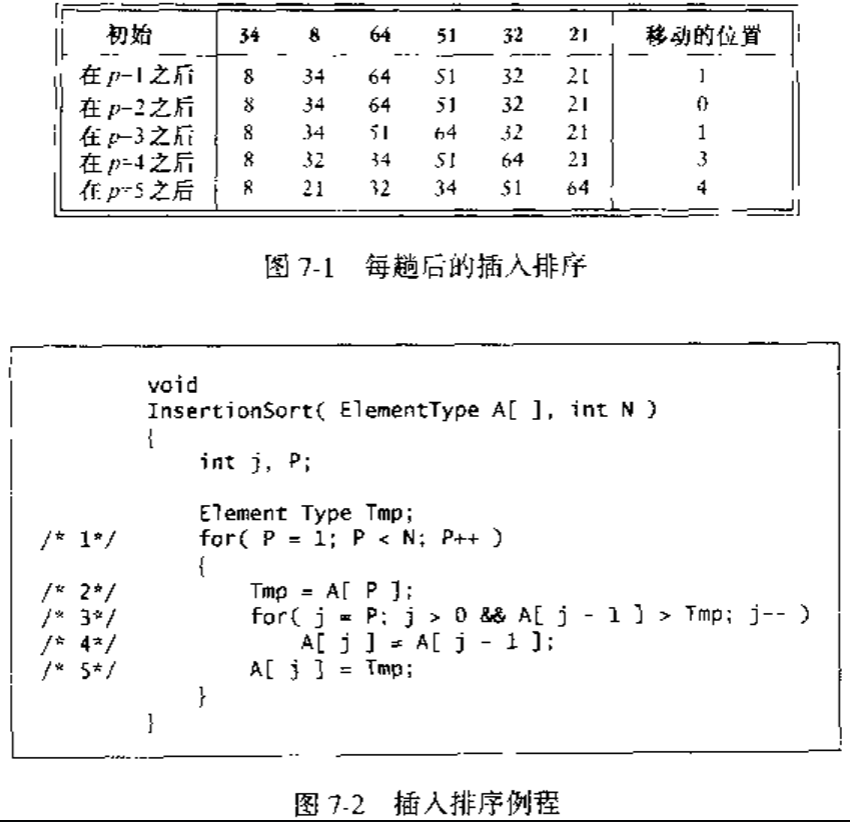 初始 34 8 64 51 32 21 移动的位置
在 p=1 之后 8 34 64 51 32 21 1
在 p=2 之后 8 34 64 51 32 21 0
在 p=3 之后 8 34 51 64 32 21 1
在 p=4 之后 8 32 34 51 64 21 3
在 p=5 之后 8 21 32 34 51 64 4
图 7-1 每趟后的插入排序
void
InsertionSort( ElementType A[ ], int N )
{
int j, P;
Element Type Tmp;
/* 1*/ for( P = 1; P < N; P++ )
{
/* 2*/ Tmp = A[ P ];
/* 3*/ for( j = P; j > 0 && A[ j - 1 ] > Tmp; j-- )
/* 4*/ A[ j ] = A[ j - 1 ];
/* 5*/ A[ j ] = Tmp;
}
}
图 7-2 插入排序例程